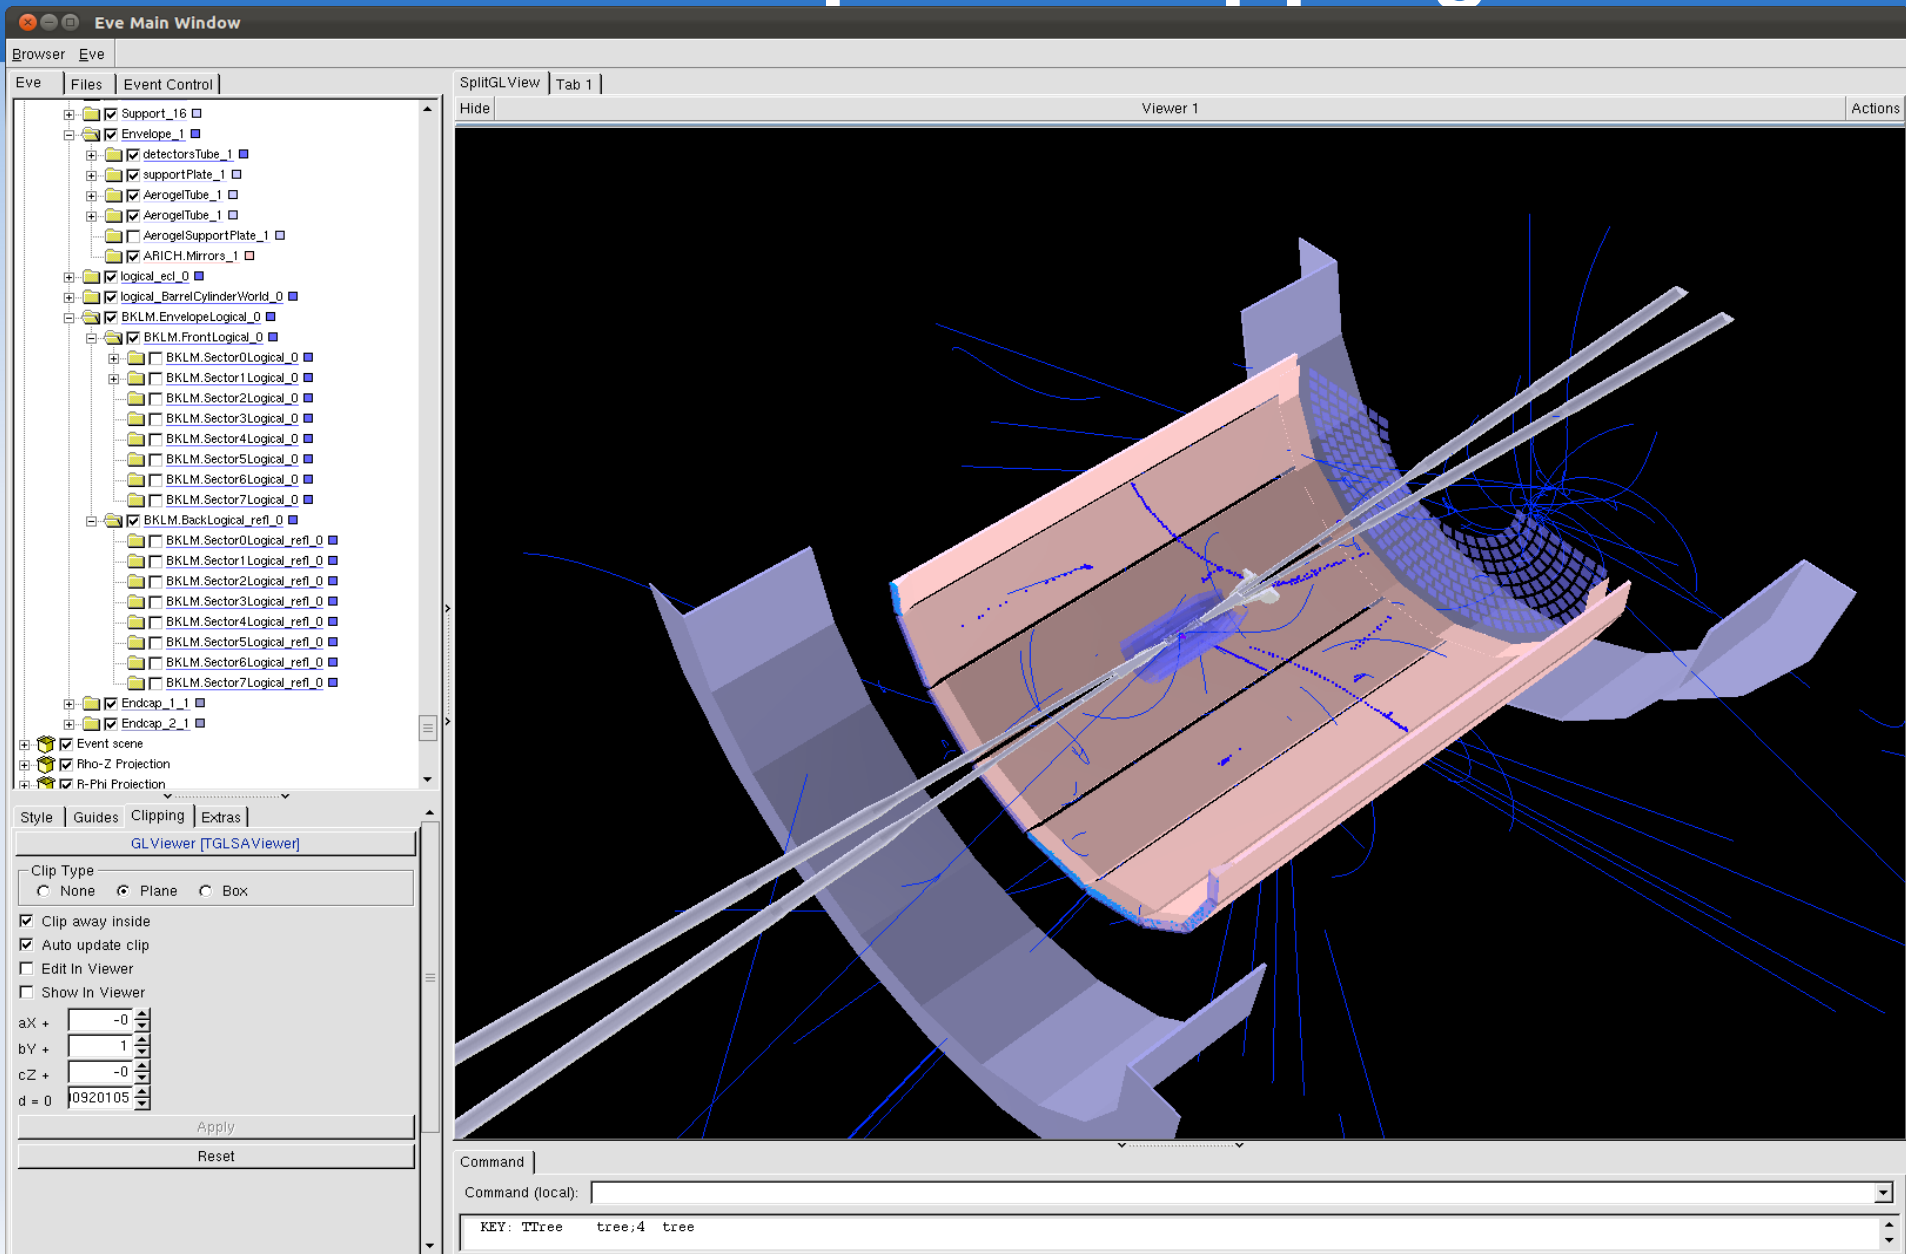 Eve Main Window
Browser Eve
Eve Files Event Control
Support_16
Envelope_1
detectorsTube_1
supportPlate_1
AerogelTube_1
AerogelTube_1
AerogelSupportPlate_1
ARICH.Mirrors_1
logical_ecl_0
logical_BarrelCylinderWorld_0
BKLM.EnvelopeLogical_0
BKLM.FrontLogical_0
BKLM.Sector0Logical_0
BKLM.Sector1Logical_0
BKLM.Sector2Logical_0
BKLM.Sector3Logical_0
BKLM.Sector4Logical_0
BKLM.Sector5Logical_0
BKLM.Sector6Logical_0
BKLM.Sector7Logical_0
BKLM.BackLogical_refl_0
BKLM.Sector0Logical_refl_0
BKLM.Sector1Logical_refl_0
BKLM.Sector2Logical_refl_0
BKLM.Sector3Logical_refl_0
BKLM.Sector4Logical_refl_0
BKLM.Sector5Logical_refl_0
BKLM.Sector6Logical_refl_0
BKLM.Sector7Logical_refl_0
Endcap_1_1
Endcap_2_1
Event scene
Rho-Z Projection
R-Phi Projection
Style Guides Clipping Extras
GLViewer [TGLSAViewer]
Clip Type
None Plane Box
Clip away inside
Auto update clip
Edit In Viewer
Show In Viewer
aX + -0
bY + 1
cZ + -0
d = 0 0920105
Apply
Reset
SplitGLView Tab 1
Hide Viewer 1 Actions
Command
Command (local):
KEY: TTree tree;4 tree